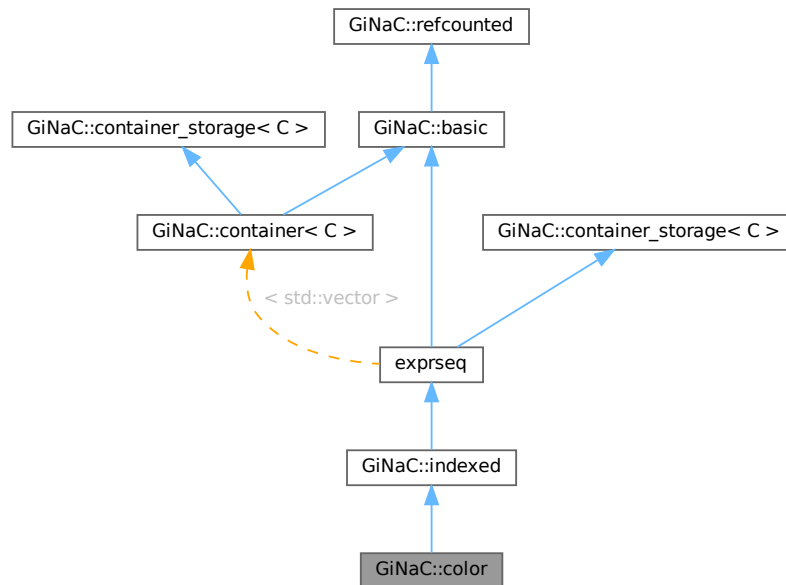 GiNaC::refcounted
GiNaC::container_storage< C >
GiNaC::basic
GiNaC::container< C >
GiNaC::container_storage< C >
< std::vector >
exprseq
GiNaC::indexed
GiNaC::color